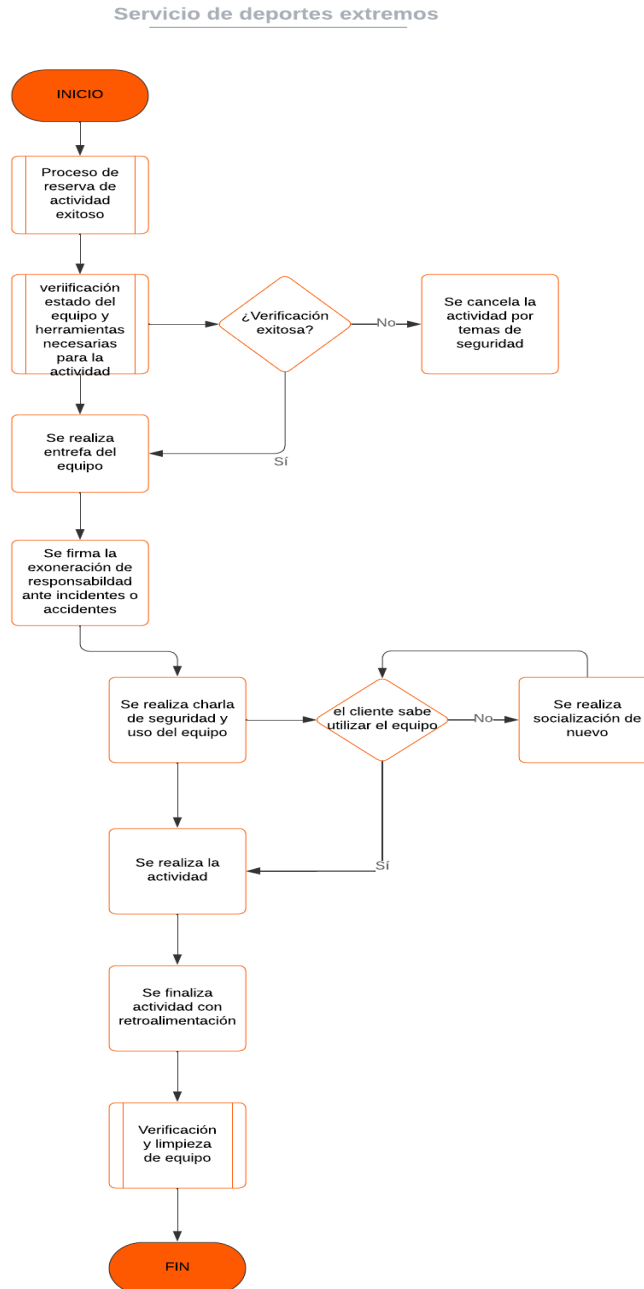 Servicio de deportes extremos
INICIO
Proceso de
reserva de
actividad
exitoso
veriificación
estado del
equipo y
herramientas
necesarias
para la
actividad
¿Verificación
exitosa?
No
Se cancela la
actividad por
temas de
seguridad
Sí
Se realiza
entrefa del
equipo
Se firma la
exoneración de
responsabildad
ante incidentes o
accidentes
Se realiza charla
de seguridad y
uso del equipo
el cliente sabe
utilizar el equipo
No
Se realiza
socialización de
nuevo
Sí
Se realiza la
actividad
Se finaliza
actividad con
retroalimentación
Verificación
y limpieza
de equipo
FIN